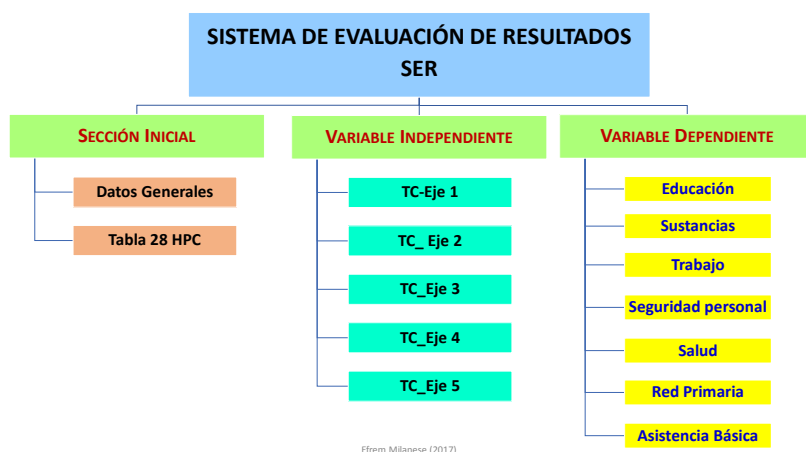 SISTEMA DE EVALUACIÓN DE RESULTADOS
SER
SECCIÓN INICIAL
Datos Generales
Tabla 28 HPC
VARIABLE INDEPENDIENTE
TC-Eje 1
TC_ Eje 2
TC_Eje 3
TC_Eje 4
TC_Eje 5
VARIABLE DEPENDIENTE
Educación
Sustancias
Trabajo
Seguridad personal
Salud
Red Primaria
Asistencia Básica
Efrem Milanese (2017)